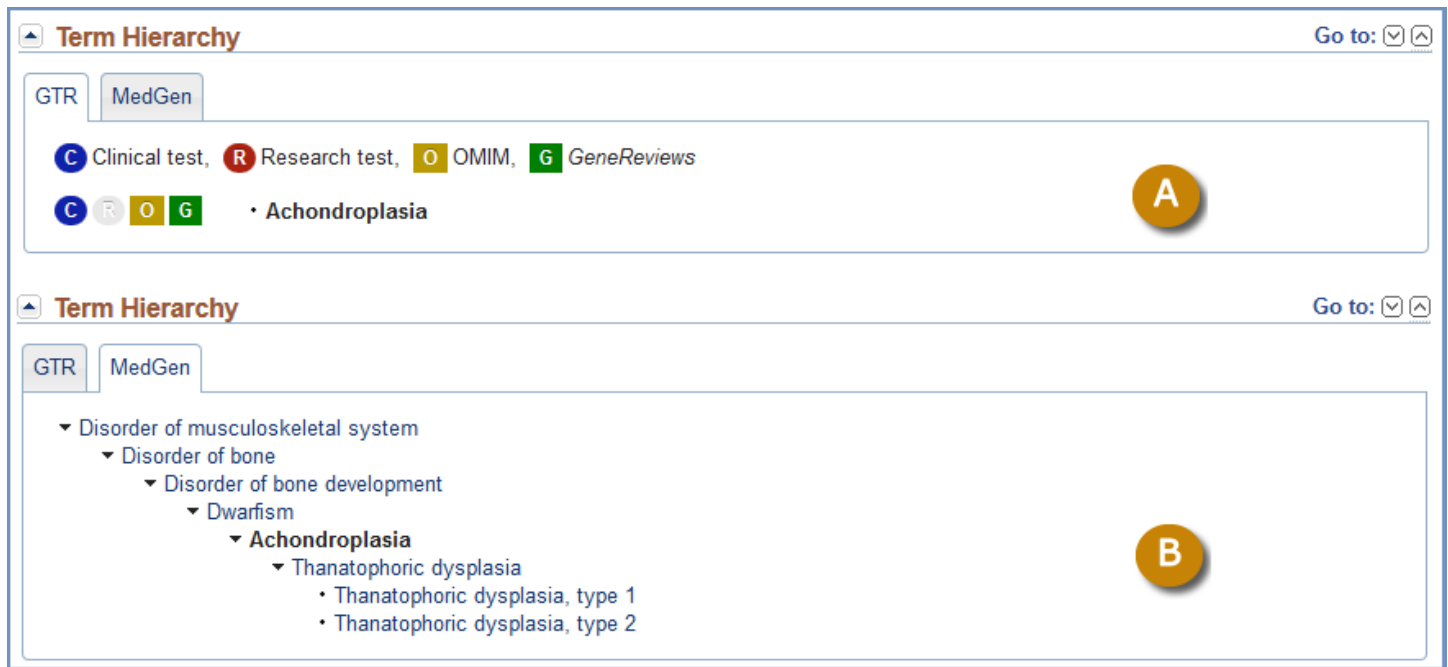 Term Hierarchy Go to:
GTR MedGen
C Clinical test, R Research test, O OMIM, G GeneReviews
C R O G • Achondroplasia
A
Term Hierarchy Go to:
GTR MedGen
Disorder of musculoskeletal system
Disorder of bone
Disorder of bone development
Dwarfism
Achondroplasia
Thanatophoric dysplasia
• Thanatophoric dysplasia, type 1
• Thanatophoric dysplasia, type 2
B